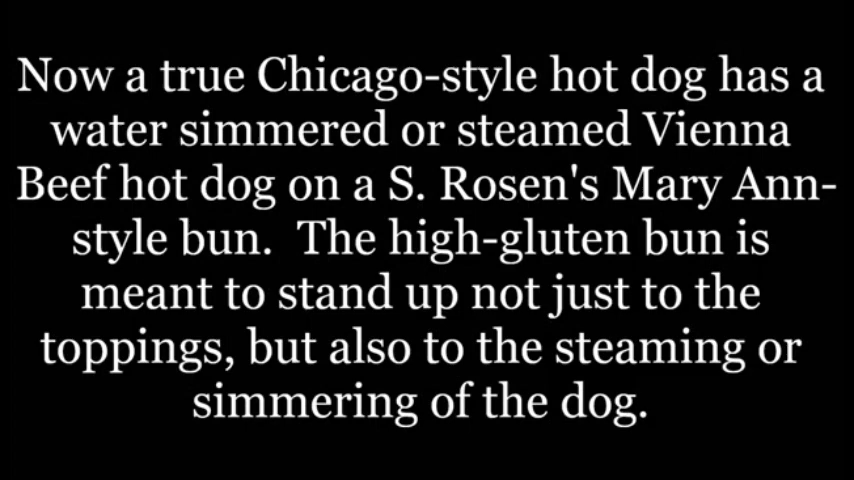 Now a true Chicago-style hot dog has a
water simmered or steamed Vienna
Beef hot dog on a S. Rosen's Mary Ann-
style bun.  The high-gluten bun is
meant to stand up not just to the
toppings, but also to the steaming or
simmering of the dog.